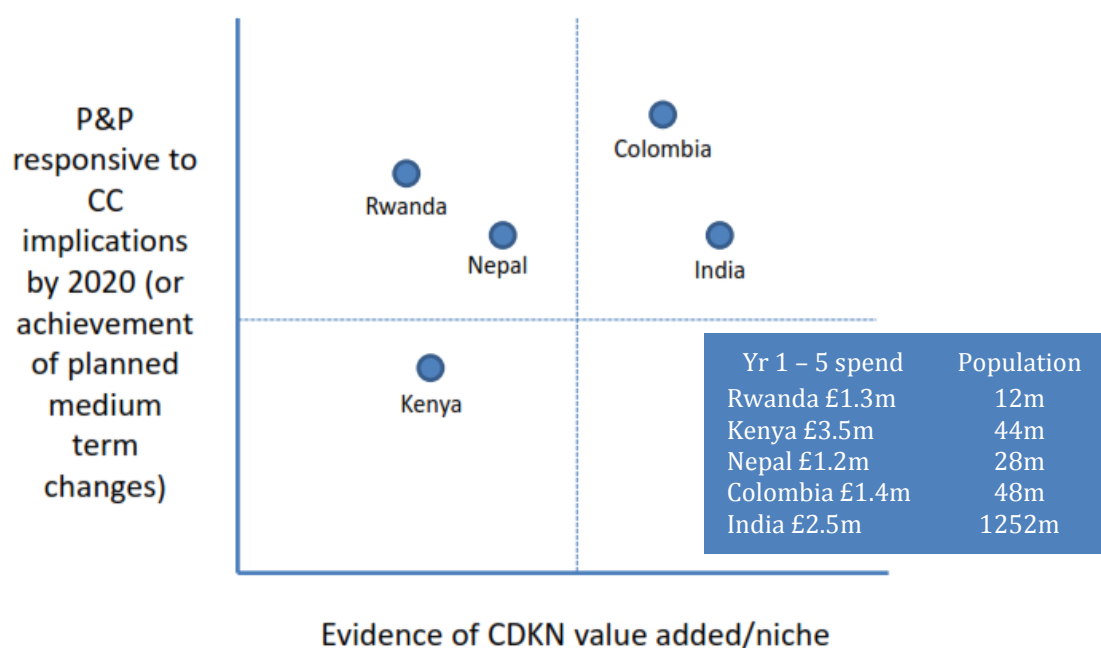 P&P
responsive to
CC
implications
by 2020 (or
achievement
of planned
medium
term
changes)
Colombia
Rwanda
Nepal
India
Kenya
Yr 1 – 5 spend Population
Rwanda £1.3m 12m
Kenya £3.5m 44m
Nepal £1.2m 28m
Colombia £1.4m 48m
India £2.5m 1252m
Evidence of CDKN value added/niche